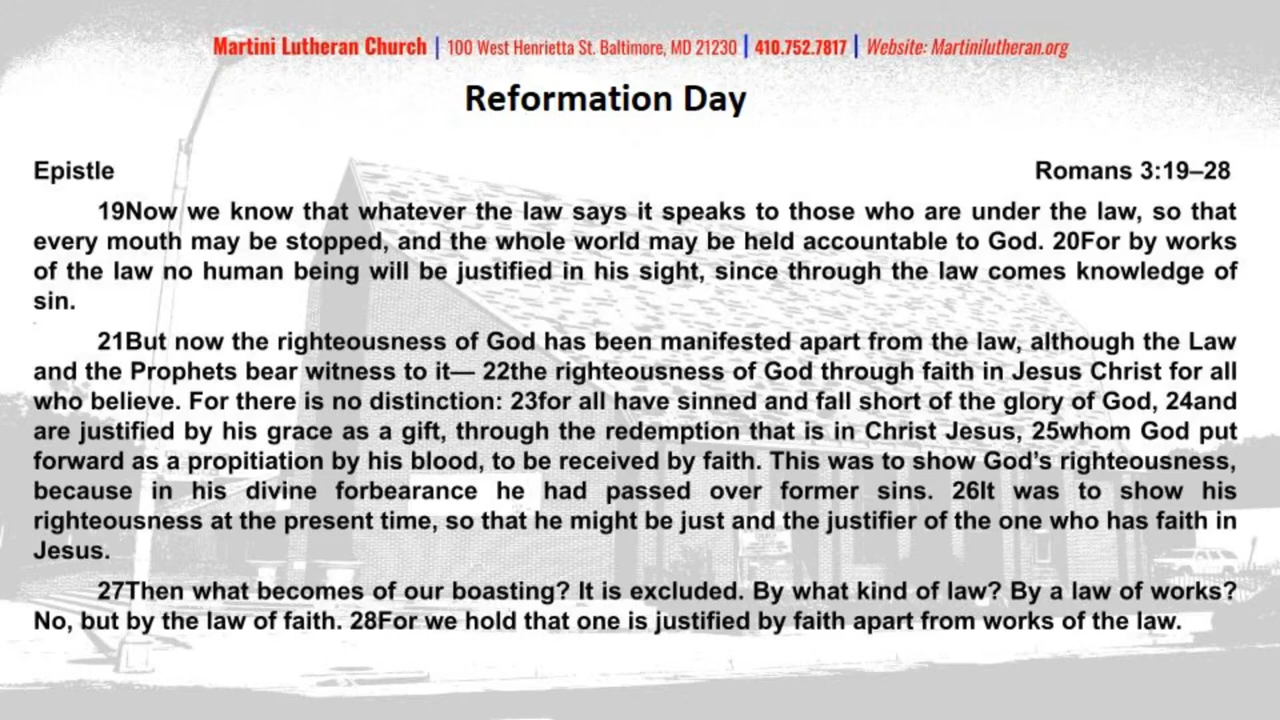 Martini Lutheran Church | 100 West Henrietta St. Baltimore, MD 21230 | 410.752.7817 | Website: Martinilutheran.org
Reformation Day
Epistle Romans 3:19–28
19Now we know that whatever the law says it speaks to those who are under the law, so that
every mouth may be stopped, and the whole world may be held accountable to God. 20For by works
of the law no human being will be justified in his sight, since through the law comes knowledge of
sin.
21But now the righteousness of God has been manifested apart from the law, although the Law
and the Prophets bear witness to it— 22the righteousness of God through faith in Jesus Christ for all
who believe. For there is no distinction: 23for all have sinned and fall short of the glory of God, 24and
are justified by his grace as a gift, through the redemption that is in Christ Jesus, 25whom God put
forward as a propitiation by his blood, to be received by faith. This was to show God’s righteousness,
because in his divine forbearance he had passed over former sins. 26It was to show his
righteousness at the present time, so that he might be just and the justifier of the one who has faith in
Jesus.
27Then what becomes of our boasting? It is excluded. By what kind of law? By a law of works?
No, but by the law of faith. 28For we hold that one is justified by faith apart from works of the law.